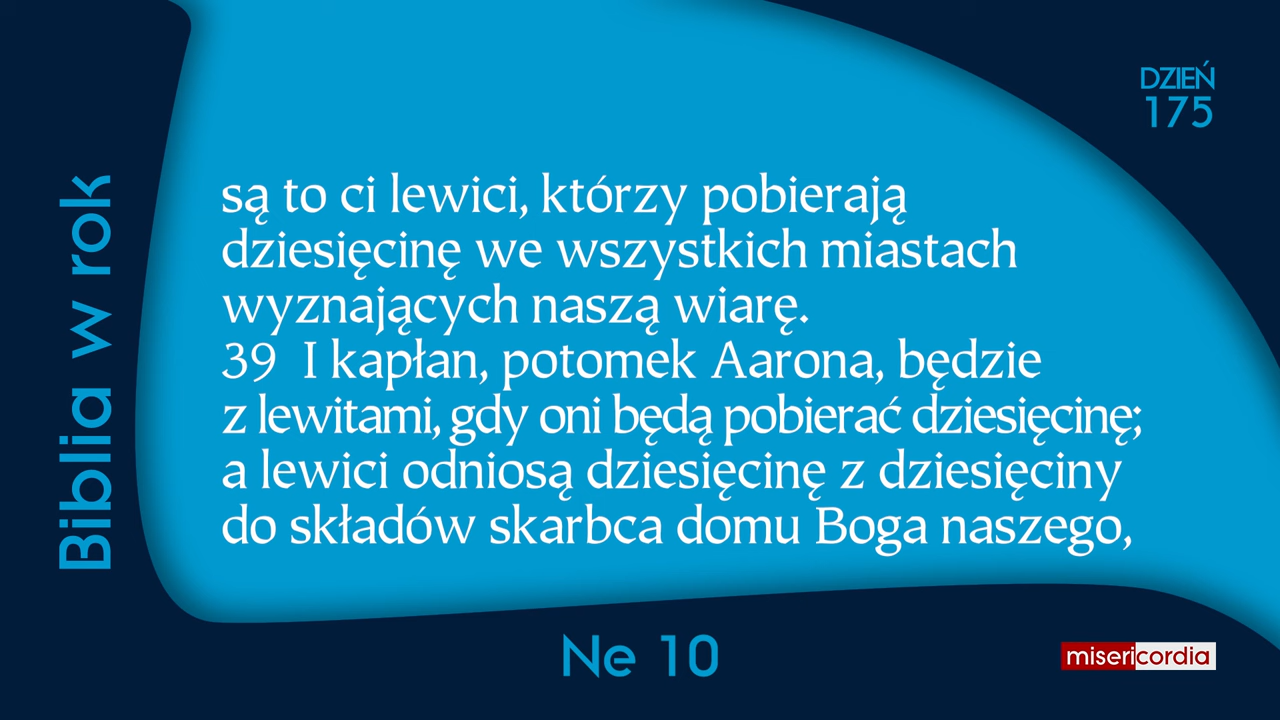 DZIEŃ
175
Biblia w rok
są to ci lewici, którzy pobierają
dziesięcinę we wszystkich miastach
wyznających naszą wiarę.
39 I kapłan, potomek Aarona, będzie
z lewitami, gdy oni będą pobierać dziesięcinę;
a lewici odniosą dziesięcinę z dziesięciny
do składów skarbca domu Boga naszego,
Ne 10
misericordia